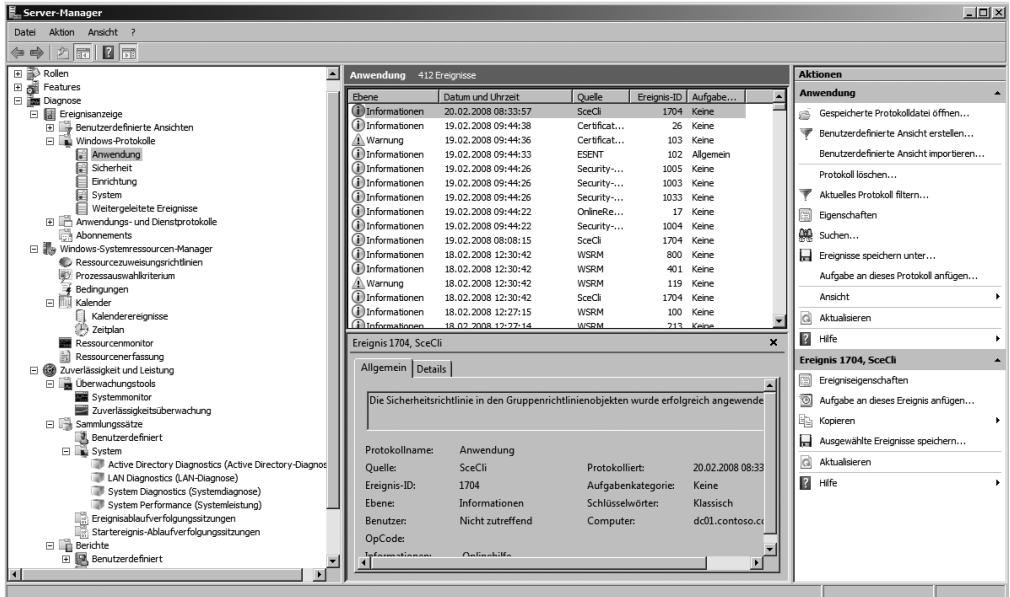 Server-Manager
Datei Aktion Ansicht ?
Rollen
Features
Diagnose
Ereignisanzeige
Benutzerdefinierte Ansichten
Windows-Protokolle
Anwendung
Sicherheit
Einrichtung
System
Weitergeleitete Ereignisse
Anwendungs- und Dienstprotokolle
Abonnements
Windows-Systemressourcen-Manager
Ressourcezuweisungsrichtlinien
Prozessauswahlkriterium
Bedingungen
Kalender
Kalenderereignisse
Zeitplan
Ressourcenmonitor
Ressourcenerfassung
Zuverlässigkeit und Leistung
Überwachungstools
Systemmonitor
Zuverlässigkeitsüberwachung
Sammlungssätze
Benutzerdefiniert
System
Active Directory Diagnostics (Active Directory-Diagnos
LAN Diagnostics (LAN-Diagnose)
System Diagnostics (Systemdiagnose)
System Performance (Systemleistung)
Ereignisablaufverfolgungssitzungen
Startereignis-Ablaufverfolgungssitzungen
Berichte
Benutzerdefiniert
Anwendung 412 Ereignisse
Ebene Datum und Uhrzeit Quelle Ereignis-ID Aufgabe...
Informationen 20.02.2008 08:33:57 SceCli 1704 Keine
Informationen 19.02.2008 09:44:38 Certificat... 26 Keine
Warnung 19.02.2008 09:44:36 Certificat... 103 Keine
Informationen 19.02.2008 09:44:33 ESENT 102 Allgemein
Informationen 19.02.2008 09:44:26 Security-... 1005 Keine
Informationen 19.02.2008 09:44:26 Security-... 1003 Keine
Informationen 19.02.2008 09:44:26 Security-... 1033 Keine
Informationen 19.02.2008 09:44:22 OnlineRe... 17 Keine
Informationen 19.02.2008 09:44:22 Security-... 1004 Keine
Informationen 19.02.2008 08:08:15 SceCli 1704 Keine
Informationen 18.02.2008 12:30:42 WSRM 800 Keine
Informationen 18.02.2008 12:30:42 WSRM 401 Keine
Warnung 18.02.2008 12:30:42 WSRM 119 Keine
Informationen 18.02.2008 12:30:42 SceCli 1704 Keine
Informationen 18.02.2008 12:27:15 WSRM 100 Keine
Informationen 18.02.2008 12:27:14 WSRM 213 Keine
Ereignis 1704, SceCli
Allgemein Details
Die Sicherheitsrichtlinie in den Gruppenrichtlinienobjekten wurde erfolgreich angewende
Protokollname: Anwendung
Quelle: SceCli Protokolliert: 20.02.2008 08:33
Ereignis-ID: 1704 Aufgabenkategorie: Keine
Ebene: Informationen Schlüsselwörter: Klassisch
Benutzer: Nicht zutreffend Computer: dc01.contoso.co
OpCode:
Informationen: Onlinehilfe
Aktionen
Anwendung
Gespeicherte Protokolldatei öffnen...
Benutzerdefinierte Ansicht erstellen...
Benutzerdefinierte Ansicht importieren...
Protokoll löschen...
Aktuelles Protokoll filtern...
Eigenschaften
Suchen...
Ereignisse speichern unter...
Aufgabe an dieses Protokoll anfügen...
Ansicht
Aktualisieren
Hilfe
Ereignis 1704, SceCli
Ereigniseigenschaften
Aufgabe an dieses Ereignis anfügen...
Kopieren
Ausgewählte Ereignisse speichern...
Aktualisieren
Hilfe